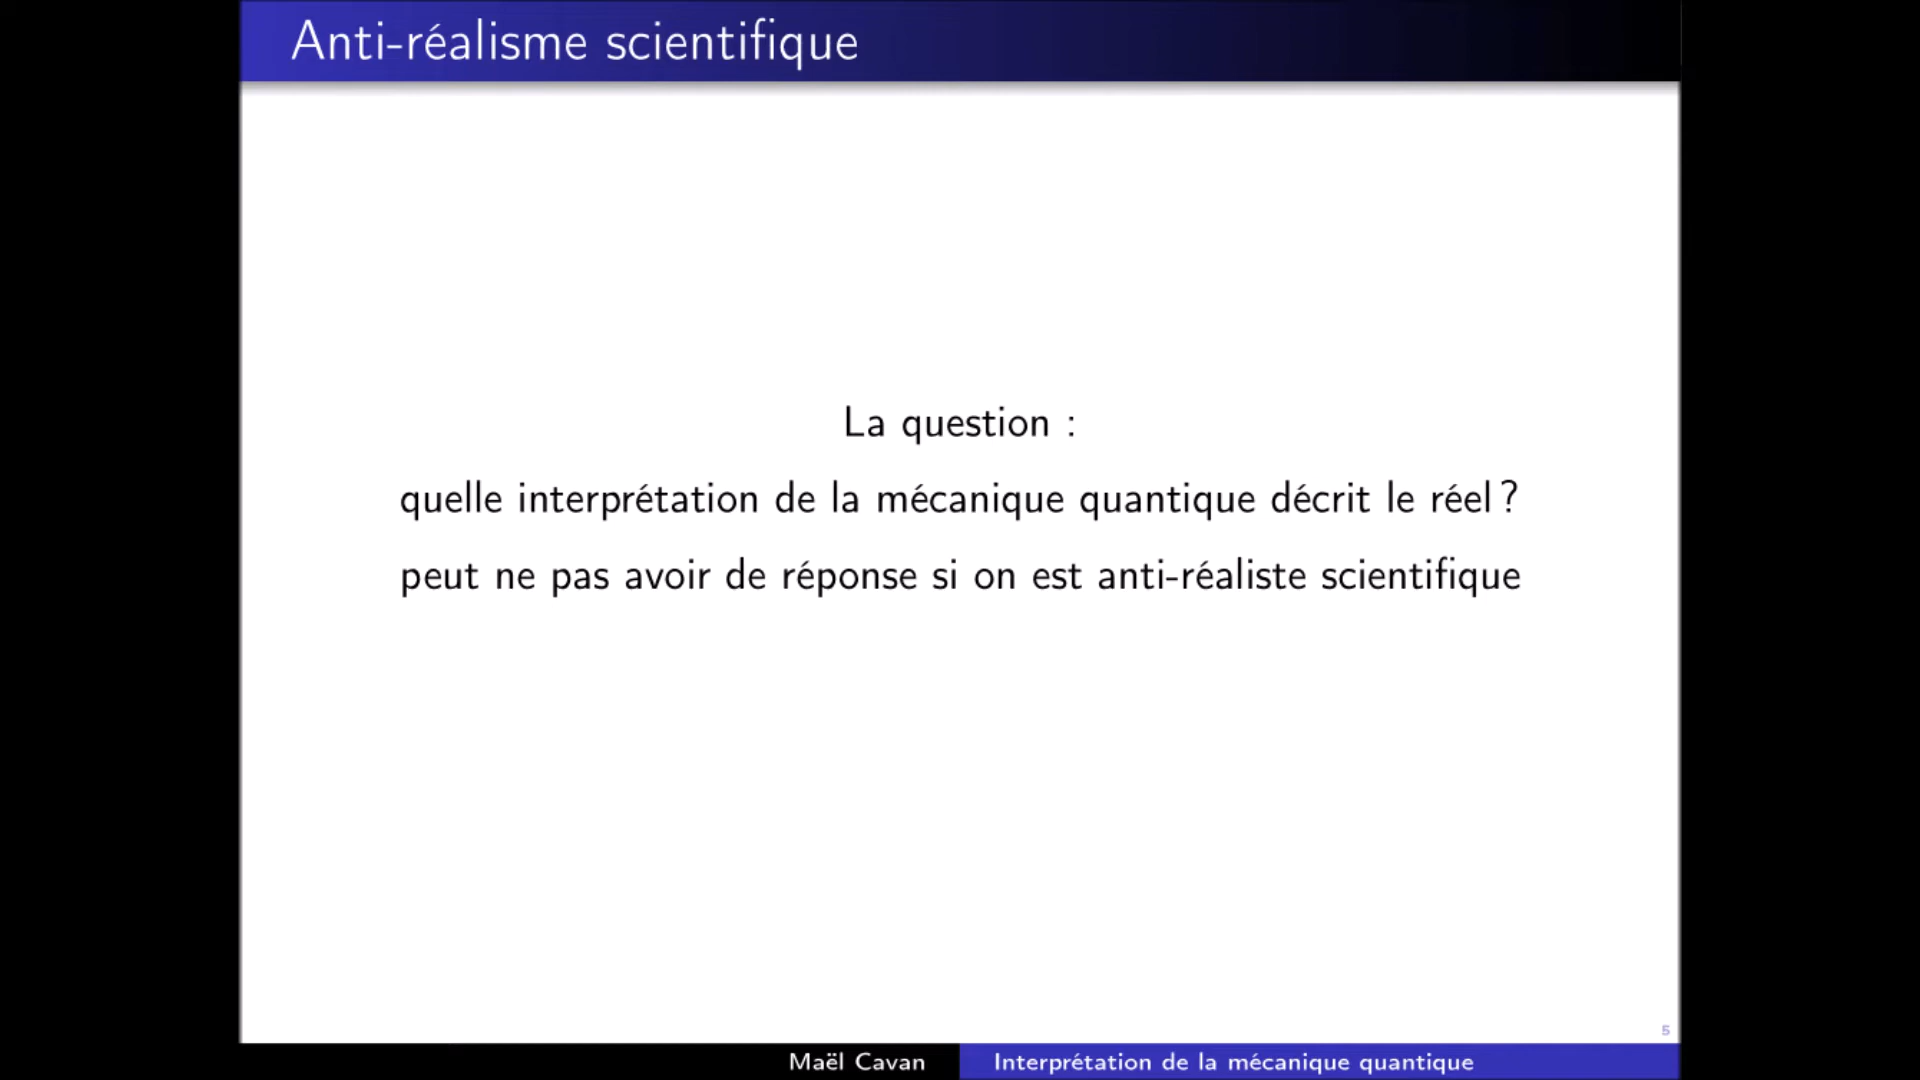 Anti-réalisme scientifique
La question :
quelle interprétation de la mécanique quantique décrit le réel ?
peut ne pas avoir de réponse si on est anti-réaliste scientifique
5
Maël Cavan
Interprétation de la mécanique quantique